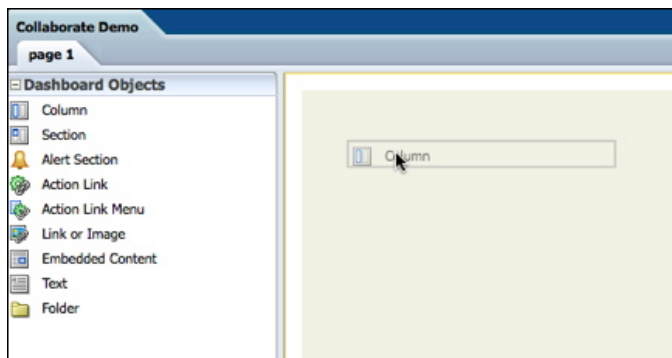 Collaborate Demo
page 1
Dashboard Objects
Column
Section
Alert Section
Action Link
Action Link Menu
Link or Image
Embedded Content
Text
Folder
Column